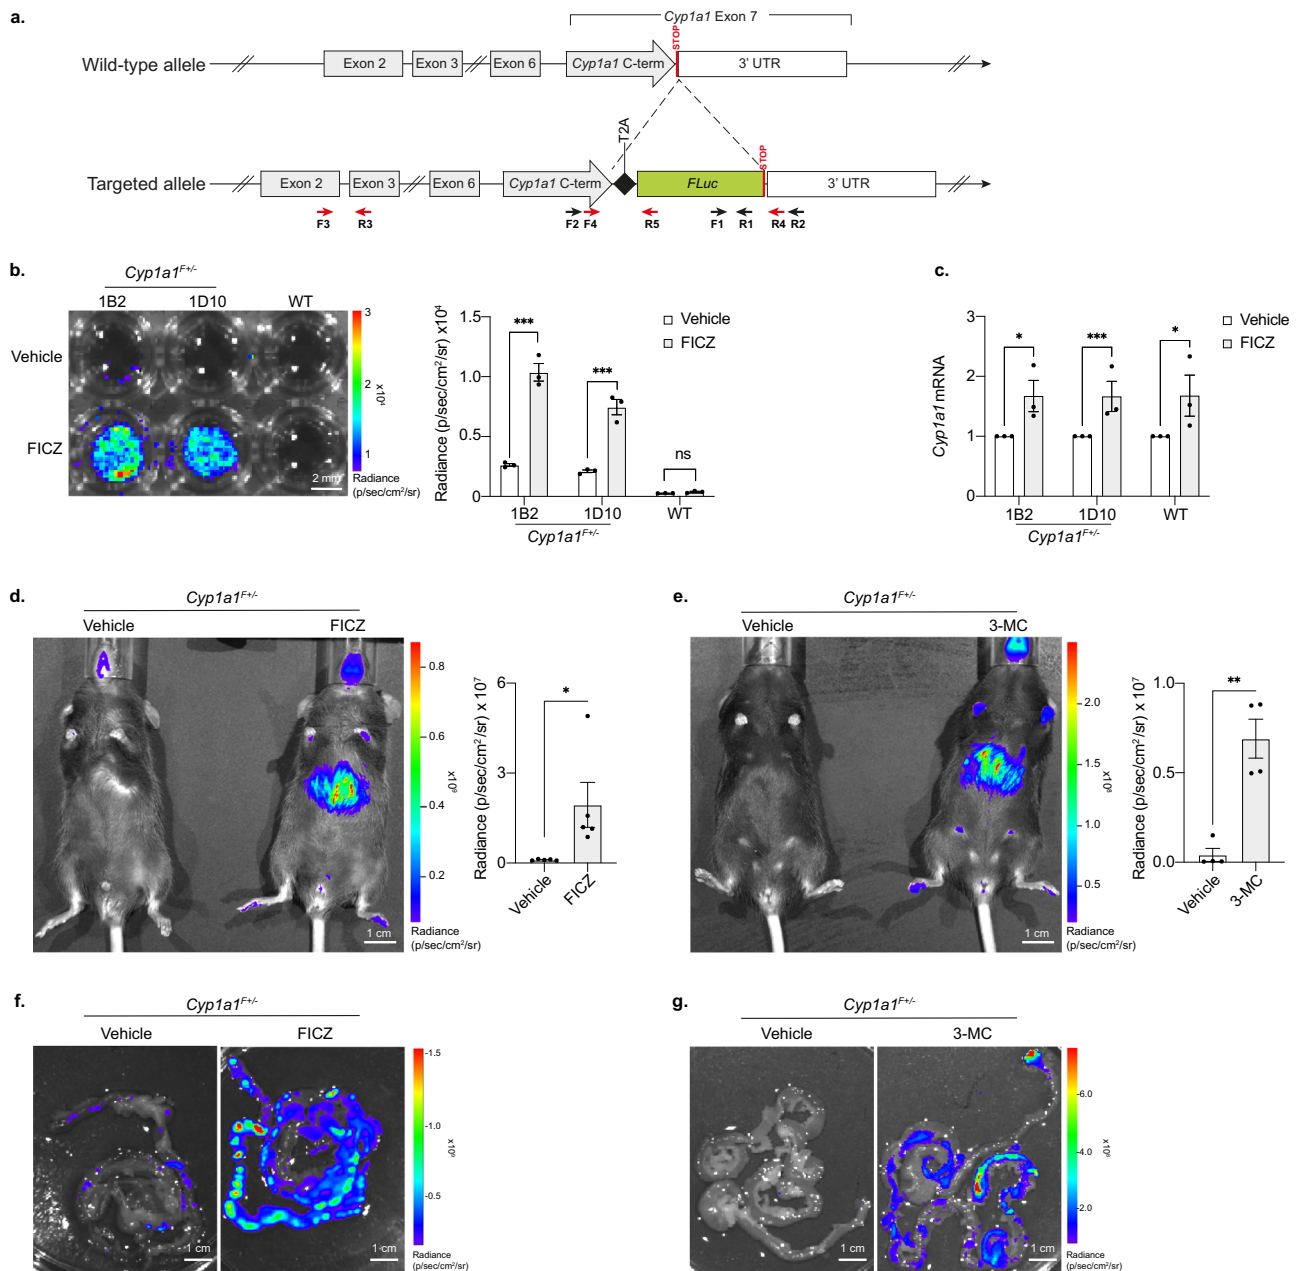 a.
Cyp1a1 Exon 7
STOP
Wild-type allele
Exon 2
Exon 3
Exon 6
Cyp1a1 C-term
3' UTR
T2A
STOP
Targeted allele
Exon 2
Exon 3
Exon 6
Cyp1a1 C-term
FLuc
3' UTR
F3
R3
F2
F4
R5
F1
R1
R4
R2
b.
Cyp1a1F+/-
1B2
1D10
WT
Vehicle
FICZ
2 mm
3
2
1
x10⁴
Radiance
(p/sec/cm²/sr)
Radiance (p/sec/cm²/sr) x10⁴
1.5
1.0
0.5
0
***
***
ns
Vehicle
FICZ
1B2
1D10
WT
Cyp1a1F+/-
c.
Cyp1a1 mRNA
3
2
1
0
*
***
*
Vehicle
FICZ
1B2
1D10
WT
Cyp1a1F+/-
d.
Cyp1a1F+/-
Vehicle
FICZ
1 cm
0.8
0.6
0.4
0.2
Radiance
(p/sec/cm²/sr)
Radiance (p/sec/cm²/sr) x 10⁷
6
3
0
*
Vehicle
FICZ
e.
Cyp1a1F+/-
Vehicle
3-MC
1 cm
2.0
1.5
1.0
0.5
Radiance
(p/sec/cm²/sr)
Radiance (p/sec/cm²/sr) x 10⁷
1.0
0.5
0.0
**
Vehicle
3-MC
f.
Cyp1a1F+/-
Vehicle
FICZ
1 cm
1 cm
1.5
1.0
0.5
Radiance
(p/sec/cm²/sr)
g.
Cyp1a1F+/-
Vehicle
3-MC
1 cm
1 cm
6.0
4.0
2.0
Radiance
(p/sec/cm²/sr)